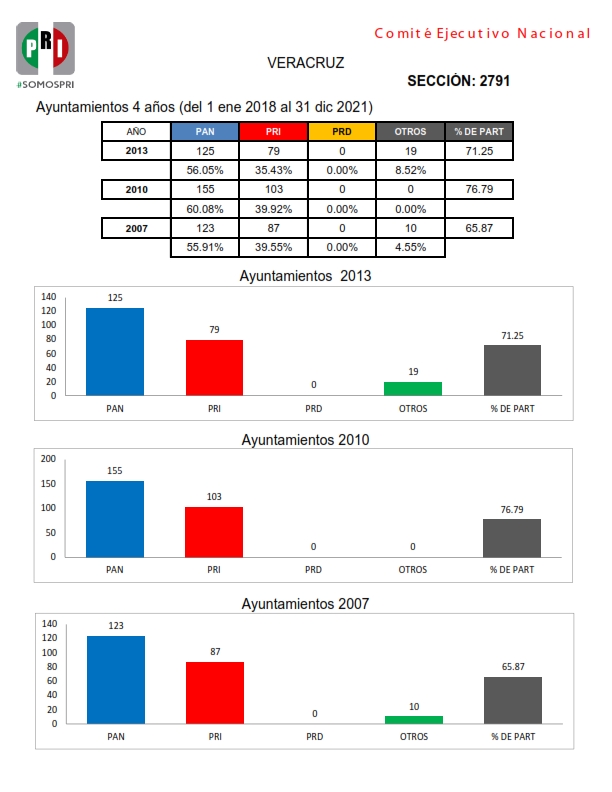 Comité Ejecutivo Nacional
PRI
#SOMOSPRI
VERACRUZ
SECCIÓN: 2791
Ayuntamientos 4 años (del 1 ene 2018 al 31 dic 2021)
AÑO PAN PRI PRD OTROS % DE PART
2013 125 79 0 19 71.25
56.05% 35.43% 0.00% 8.52%
2010 155 103 0 0 76.79
60.08% 39.92% 0.00% 0.00%
2007 123 87 0 10 65.87
55.91% 39.55% 0.00% 4.55%
Ayuntamientos 2013
140
120
100
80
60
40
20
0
125 79 0 19 71.25
PAN PRI PRD OTROS % DE PART
Ayuntamientos 2010
200
150
100
50
0
155 103 0 0 76.79
PAN PRI PRD OTROS % DE PART
Ayuntamientos 2007
140
120
100
80
60
40
20
0
123 87 0 10 65.87
PAN PRI PRD OTROS % DE PART